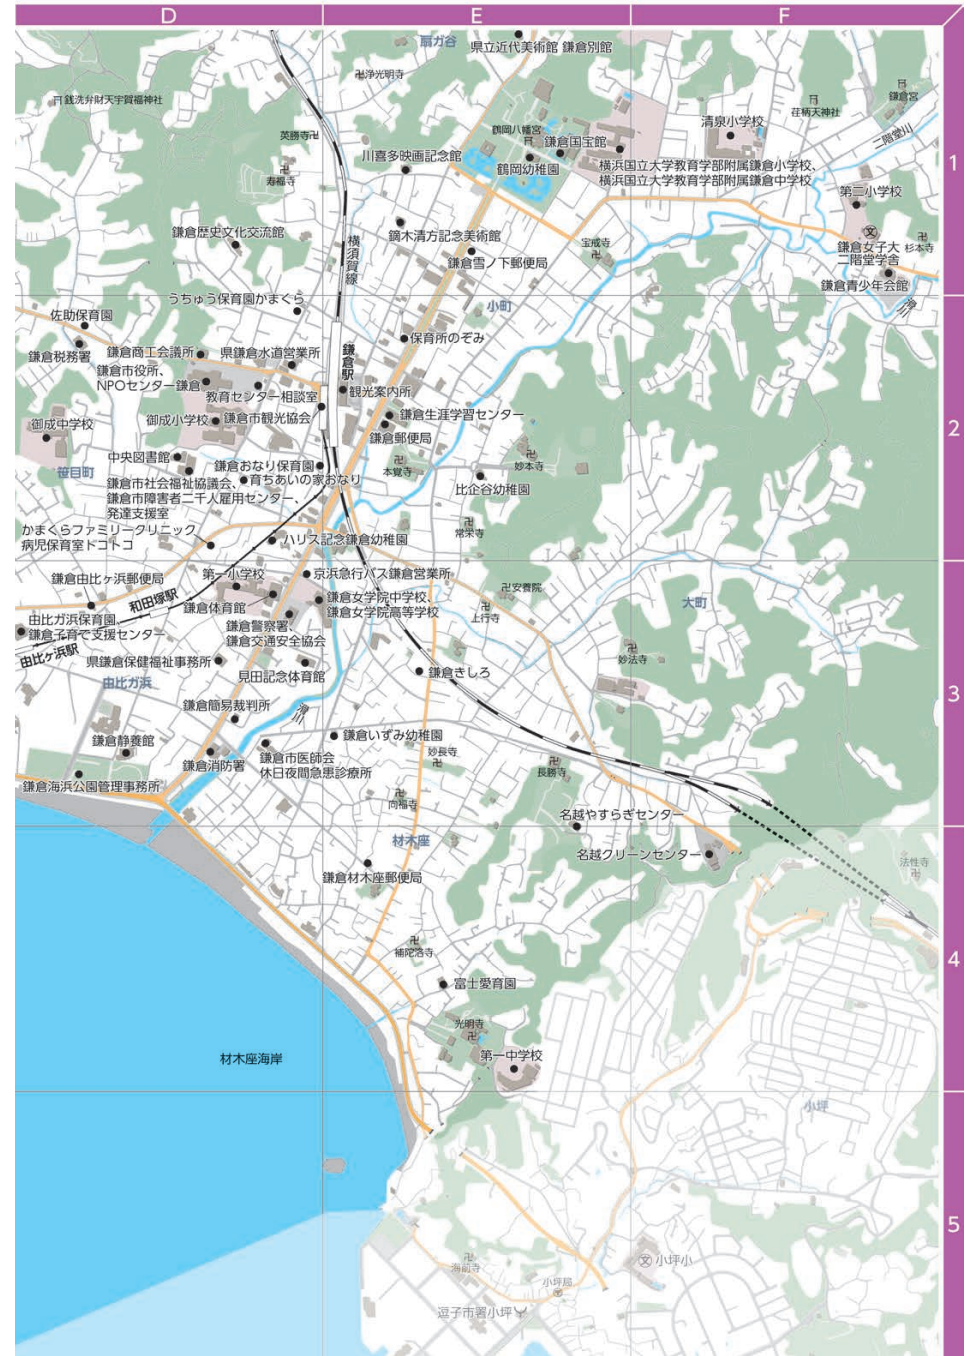 D
E
F
扇ガ谷
県立近代美術館 鎌倉別館
浄光明寺
銭洗弁財天宇賀福神社
鎌倉宮
荏柄天神社
清泉小学校
二階堂川
鶴岡八幡宮
鎌倉国宝館
英勝寺
川喜多映画記念館
鶴岡幼稚園
横浜国立大学教育学部附属鎌倉小学校、
横浜国立大学教育学部附属鎌倉中学校
1
寿福寺
第二小学校
鎌倉歴史文化交流館
横須賀線
鏑木清方記念美術館
宝戒寺
鎌倉雪ノ下郵便局
鎌倉女子大
二階堂学舎
杉本寺
鎌倉青少年会館
滑川
うちゅう保育園かまくら
小町
佐助保育園
鎌倉税務署
鎌倉商工会議所
県鎌倉水道営業所
鎌倉駅
保育所のぞみ
鎌倉市役所、
NPOセンター鎌倉
教育センター相談室
観光案内所
御成中学校
御成小学校
鎌倉市観光協会
鎌倉生涯学習センター
鎌倉郵便局
2
中央図書館
笹目町
鎌倉おなり保育園
育ちあいの家おなり
本覚寺
妙本寺
比企谷幼稚園
鎌倉市社会福祉協議会、
鎌倉市障害者二千人雇用センター、
発達支援室
常栄寺
かまくらファミリークリニック
病児保育室トコトコ
ハリス記念鎌倉幼稚園
鎌倉由比ヶ浜郵便局
第一小学校
京浜急行バス鎌倉営業所
安養院
大町
和田塚駅
鎌倉体育館
鎌倉女学院中学校、
鎌倉女学院高等学校
上行寺
由比ガ浜保育園、
鎌倉子育て支援センター
鎌倉警察署、
鎌倉交通安全協会
由比ヶ浜駅
妙法寺
県鎌倉保健福祉事務所
見田記念体育館
鎌倉きしろ
由比ガ浜
3
鎌倉簡易裁判所
滑川
鎌倉静養館
鎌倉いずみ幼稚園
鎌倉消防署
鎌倉市医師会
休日夜間急患診療所
妙長寺
長勝寺
鎌倉海浜公園管理事務所
向福寺
名越やすらぎセンター
材木座
名越クリーンセンター
法性寺
鎌倉材木座郵便局
補陀洛寺
4
富士愛育園
光明寺
第一中学校
材木座海岸
小坪
5
海前寺
小坪小
小坪局
逗子市署小坪